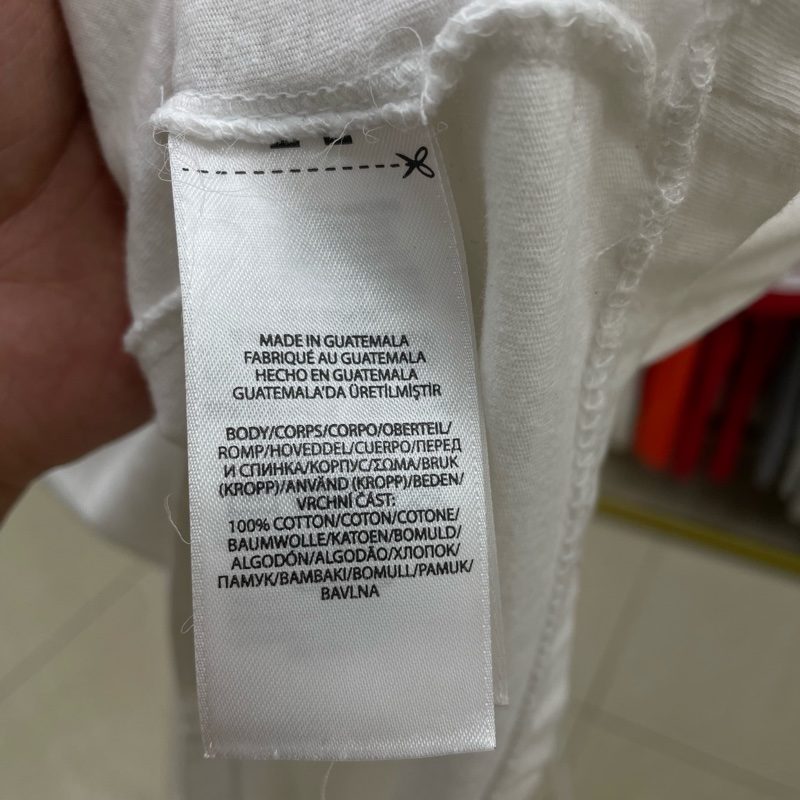 MADE IN GUATEMALA
FABRIQUÉ AU GUATEMALA
HECHO EN GUATEMALA
GUATEMALA'DA ÜRETİLMİŞTİR
BODY/CORPS/CORPO/OBERTEIL/
ROMP/HOVEDDEL/CUERPO/ПЕРЕД
И СПИНКА/КОРПУС/ΣΩΜΑ/BRUK
(KROPP)/ANVÄND (KROPP)/BEDEN/
VRCHNÍ ČÁST:
100% COTTON/COTON/COTONE/
BAUMWOLLE/KATOEN/BOMULD/
ALGODÓN/ALGODÃO/ХЛОПОК/
ПАМУК/BAMBAKI/BOMULL/PAMUK/
BAVLNA